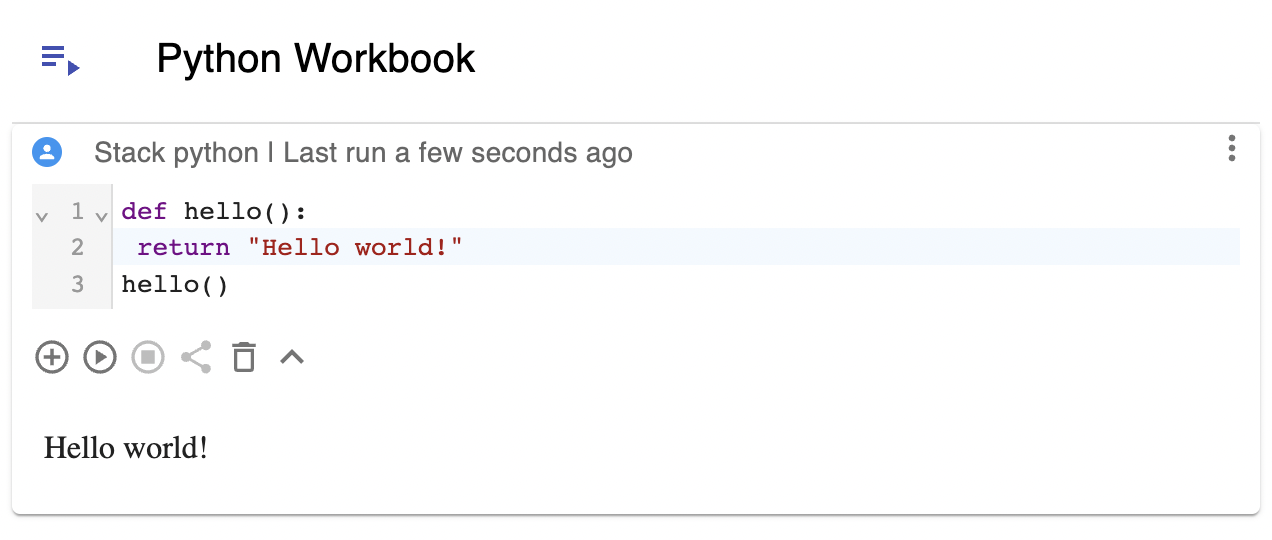 Python Workbook
Stack python | Last run a few seconds ago
1 def hello():
2  return "Hello world!"
3 hello()
Hello world!